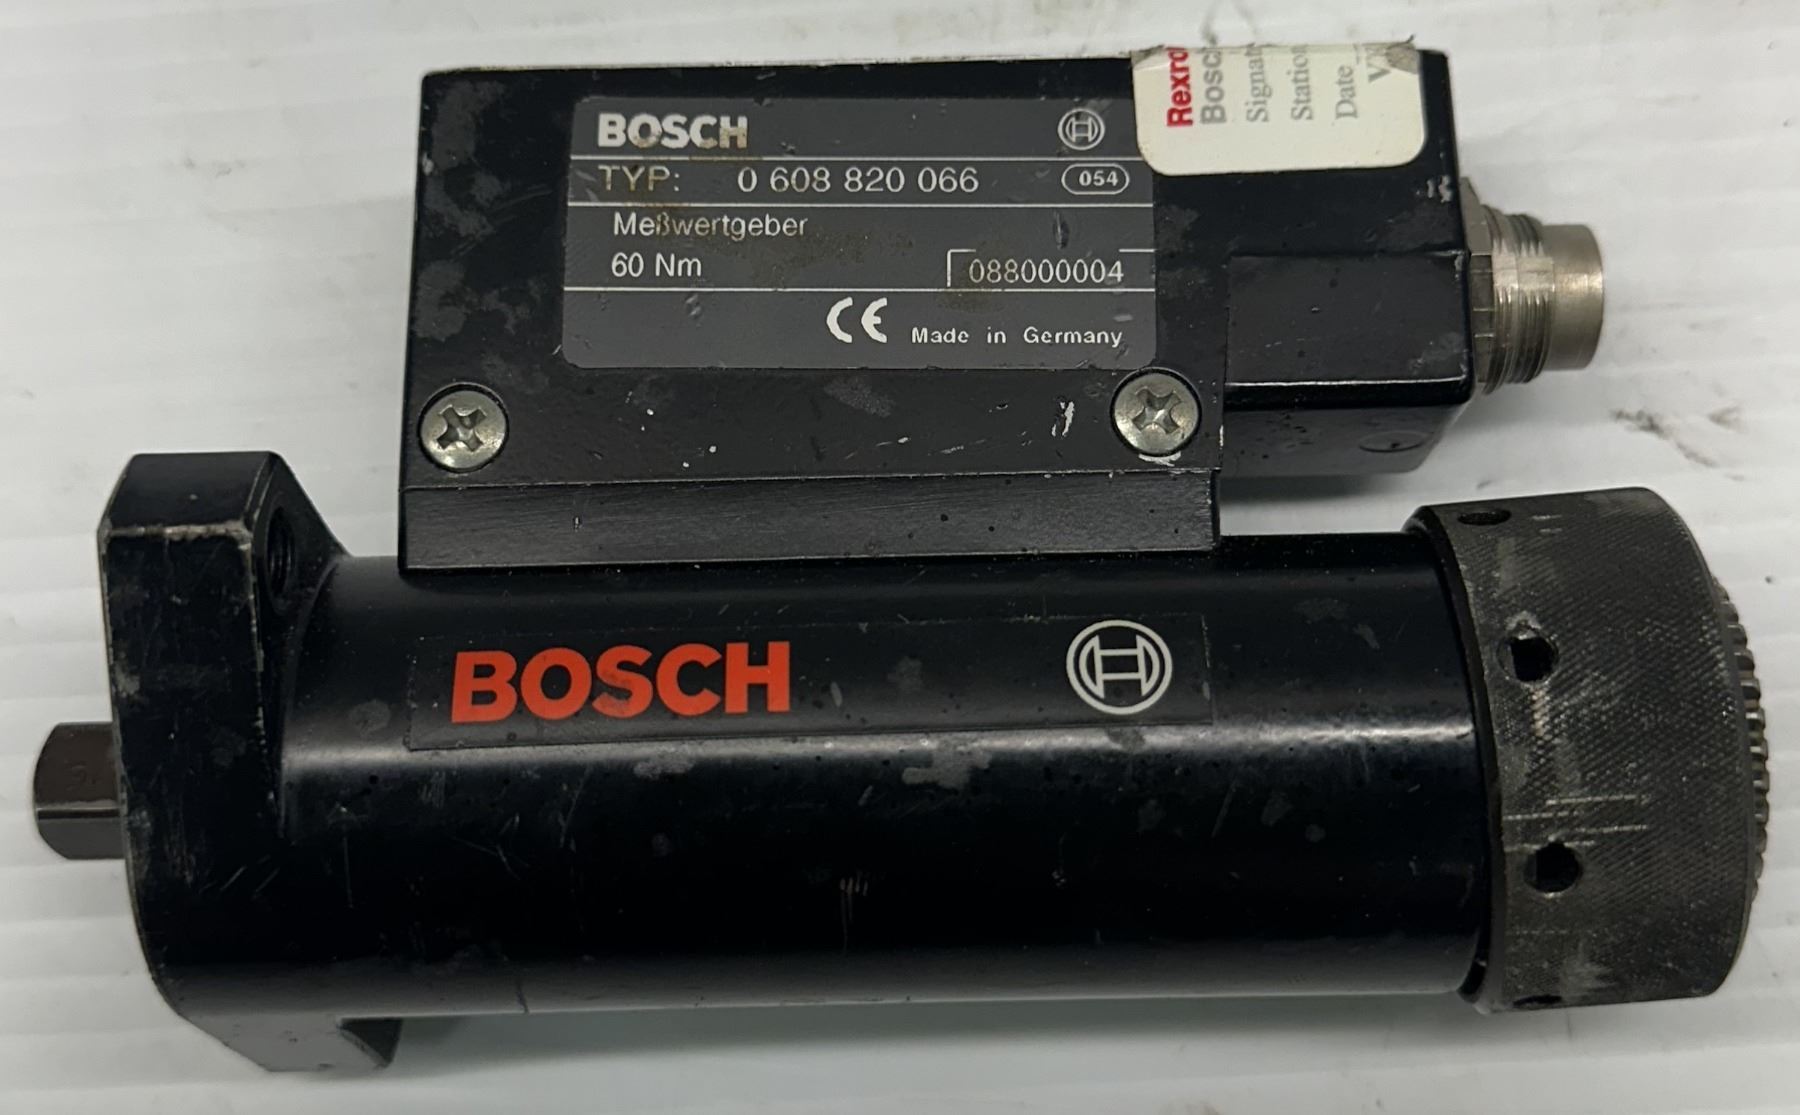 BOSCH
TYP: 0 608 820 066 054
Meßwertgeber
60 Nm 088000004
CE Made in Germany
Rexro
Bosch
Signat
Station
Date
BOSCH